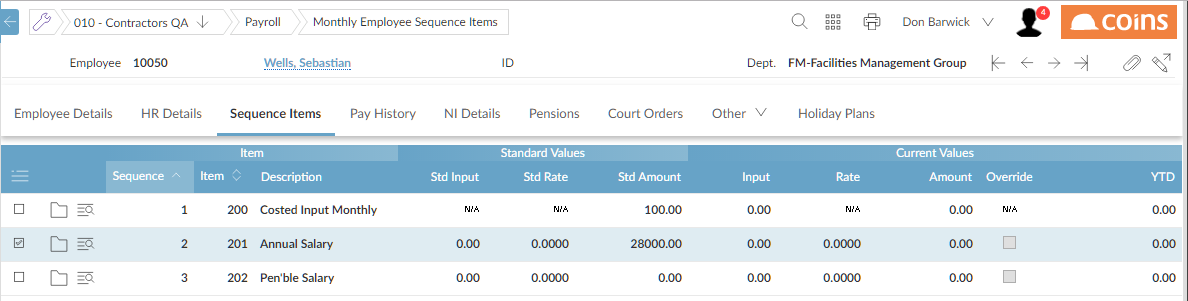 010 - Contractors QA Payroll Monthly Employee Sequence Items Don Barwick 4 coins
Employee 10050 Wells, Sebastian ID Dept. FM-Facilities Management Group
Employee Details HR Details Sequence Items Pay History NI Details Pensions Court Orders Other Holiday Plans
Item Standard Values Current Values
Sequence Item Description Std Input Std Rate Std Amount Input Rate Amount Override YTD
1 200 Costed Input Monthly N/A N/A 100.00 0.00 N/A 0.00 N/A 0.00
2 201 Annual Salary 0.00 0.0000 28000.00 0.00 0.0000 0.00 0.00
3 202 Pen'ble Salary 0.00 0.0000 0.00 0.00 0.0000 0.00 0.00